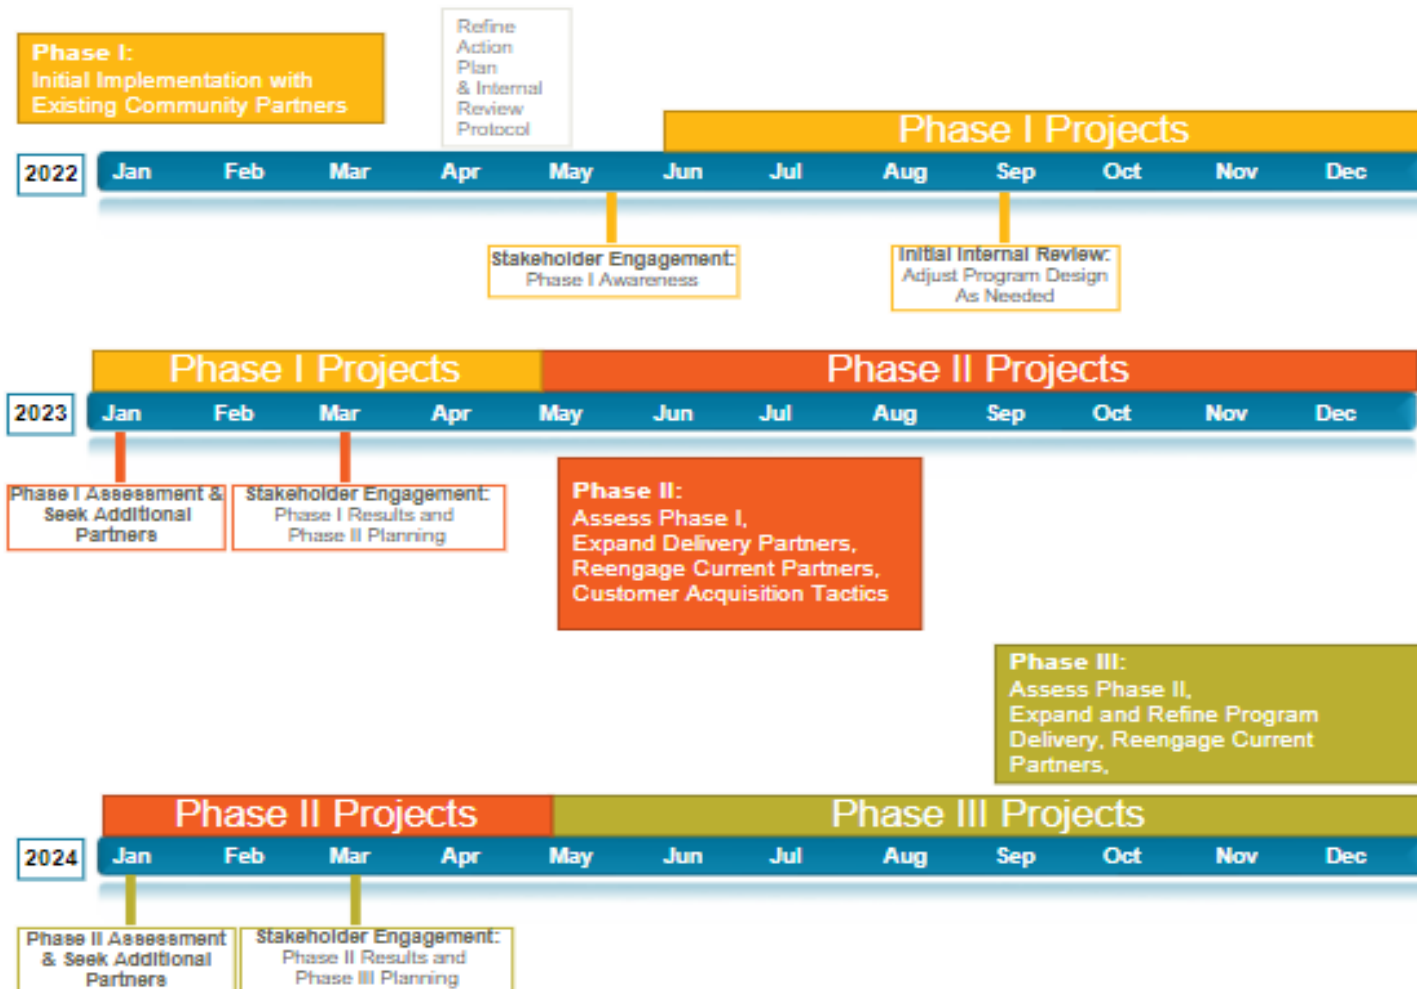 Phase I:
Initial Implementation with
Existing Community Partners
Refine
Action
Plan
& Internal
Review
Protocol
Phase I Projects
2022 Jan Feb Mar Apr May Jun Jul Aug Sep Oct Nov Dec
Stakeholder Engagement:
Phase I Awareness
Initial Internal Review:
Adjust Program Design
As Needed
Phase I Projects
Phase II Projects
2023 Jan Feb Mar Apr May Jun Jul Aug Sep Oct Nov Dec
Phase I Assessment &
Seek Additional
Partners
Stakeholder Engagement:
Phase I Results and
Phase II Planning
Phase II:
Assess Phase I,
Expand Delivery Partners,
Reengage Current Partners,
Customer Acquisition Tactics
Phase III:
Assess Phase II,
Expand and Refine Program
Delivery, Reengage Current
Partners,
Phase II Projects
Phase III Projects
2024 Jan Feb Mar Apr May Jun Jul Aug Sep Oct Nov Dec
Phase II Assessment
& Seek Additional
Partners
Stakeholder Engagement:
Phase II Results and
Phase III Planning